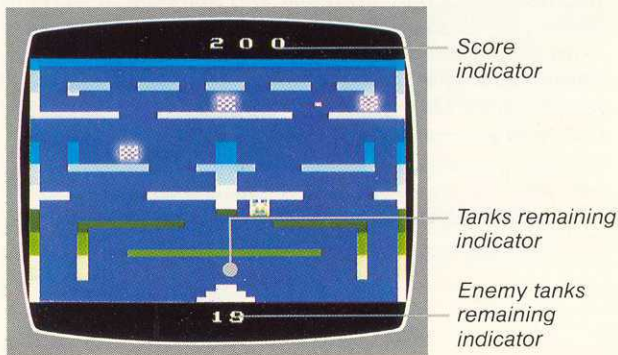 200
Score
indicator
Tanks remaining
indicator
19
Enemy tanks
remaining
indicator